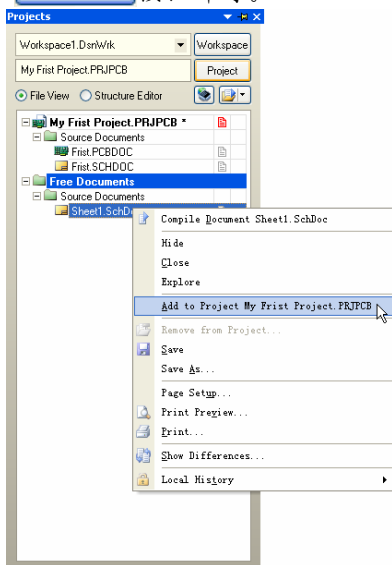 Projects
Workspace1.DsnWrk
Workspace
My Frist Project.PRJPCB
Project
File View
Structure Editor
My Frist Project.PRJPCB *
Source Documents
Frist.PCBDOC
Frist.SCHDOC
Free Documents
Source Documents
Sheet1.SchD
Compile Document Sheet1.SchDoc
Hide
Close
Explore
Add to Project My Frist Project.PRJPCB
Remove from Project...
Save
Save As...
Page Setup...
Print Preview...
Print...
Show Differences...
Local History